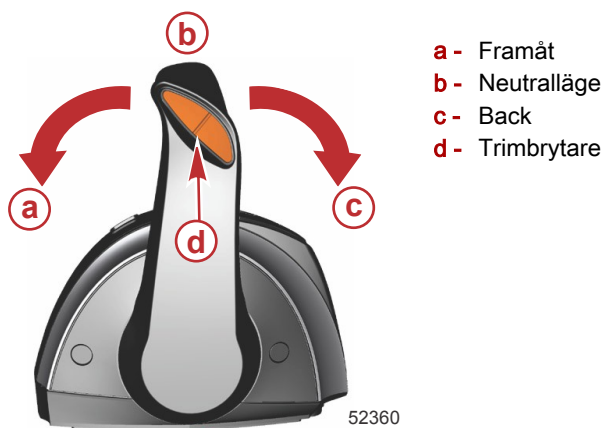 b
a
c
d
52360
a - Framåt
b - Neutralläge
c - Back
d - Trimbrytare